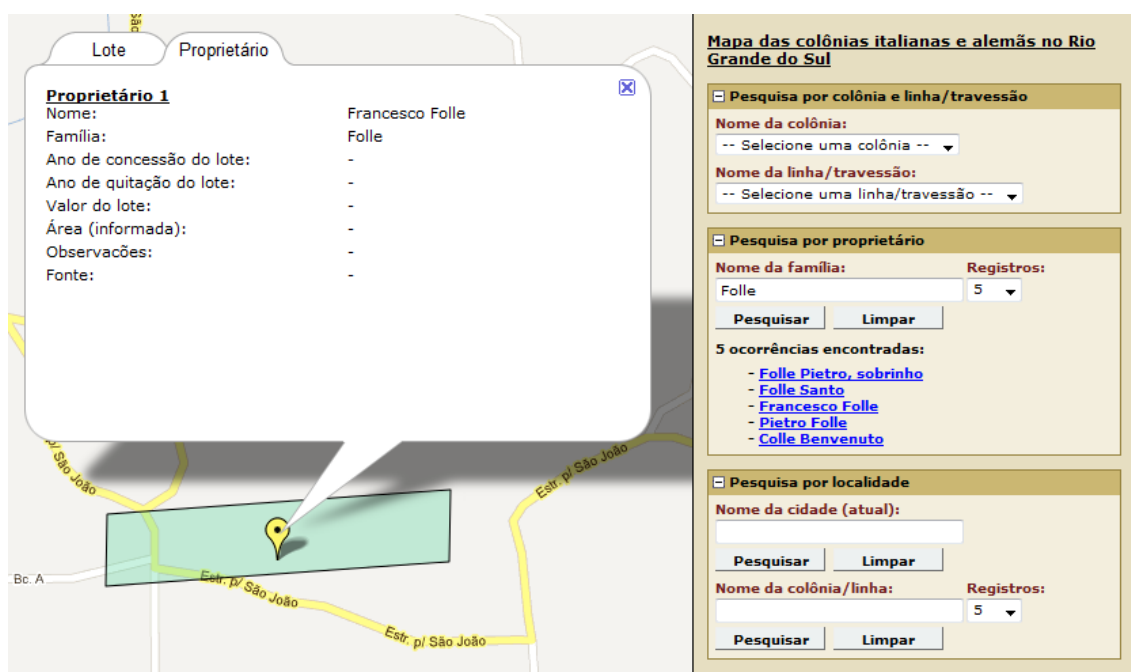 Lote
Proprietário
Proprietário 1
Nome: Francesco Folle
Família: Folle
Ano de concessão do lote: -
Ano de quitação do lote: -
Valor do lote: -
Área (informada): -
Observacões: -
Fonte: -
Estr. p/ São João
Estr. p/ São João
Estr. p/ São João
Bc. A
Mapa das colônias italianas e alemãs no Rio
Grande do Sul
Pesquisa por colônia e linha/travessão
Nome da colônia:
-- Selecione uma colônia --
Nome da linha/travessão:
-- Selecione uma linha/travessão --
Pesquisa por proprietário
Nome da família: Registros:
Folle 5
Pesquisar Limpar
5 ocorrências encontradas:
- Folle Pietro, sobrinho
- Folle Santo
- Francesco Folle
- Pietro Folle
- Colle Benvenuto
Pesquisa por localidade
Nome da cidade (atual):
Pesquisar Limpar
Nome da colônia/linha: Registros:
5
Pesquisar Limpar